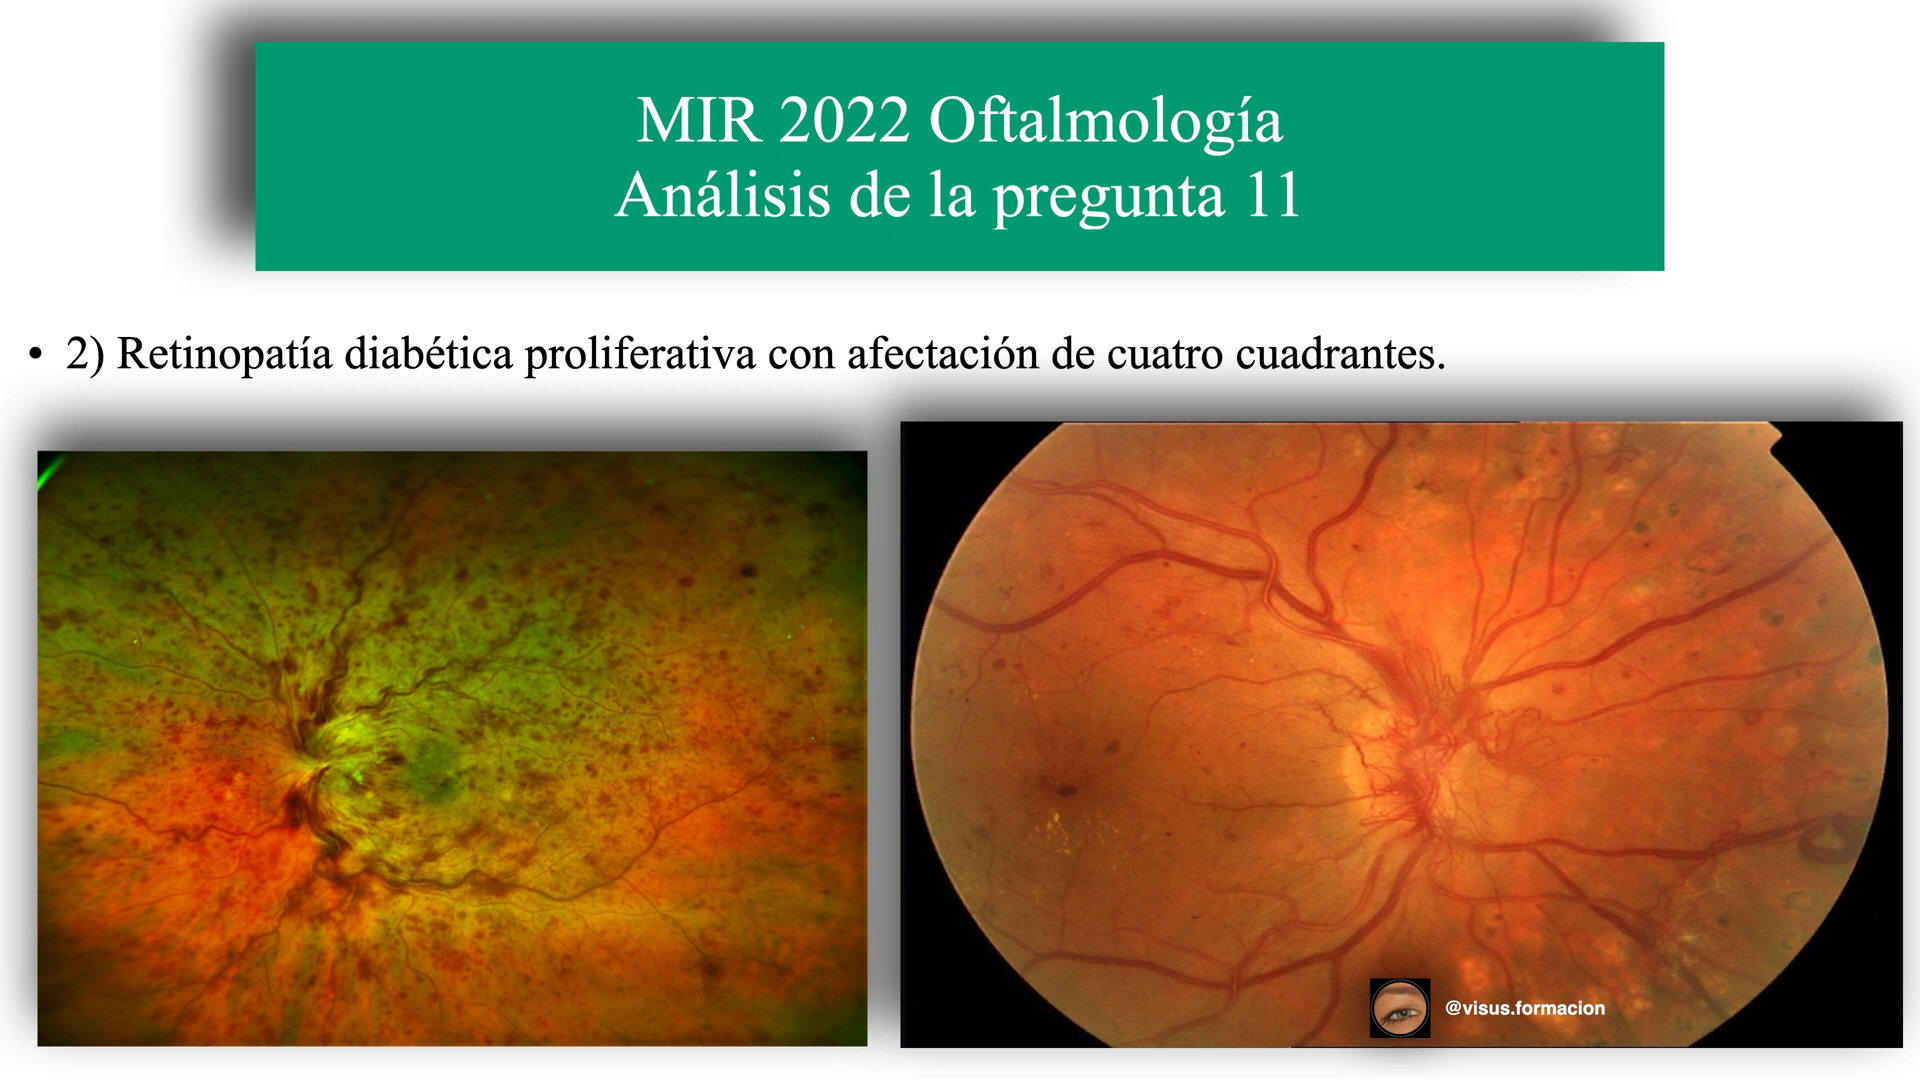 MIR 2022 Oftalmología
Análisis de la pregunta 11
• 2) Retinopatía diabética proliferativa con afectación de cuatro cuadrantes.
@visus.formacion